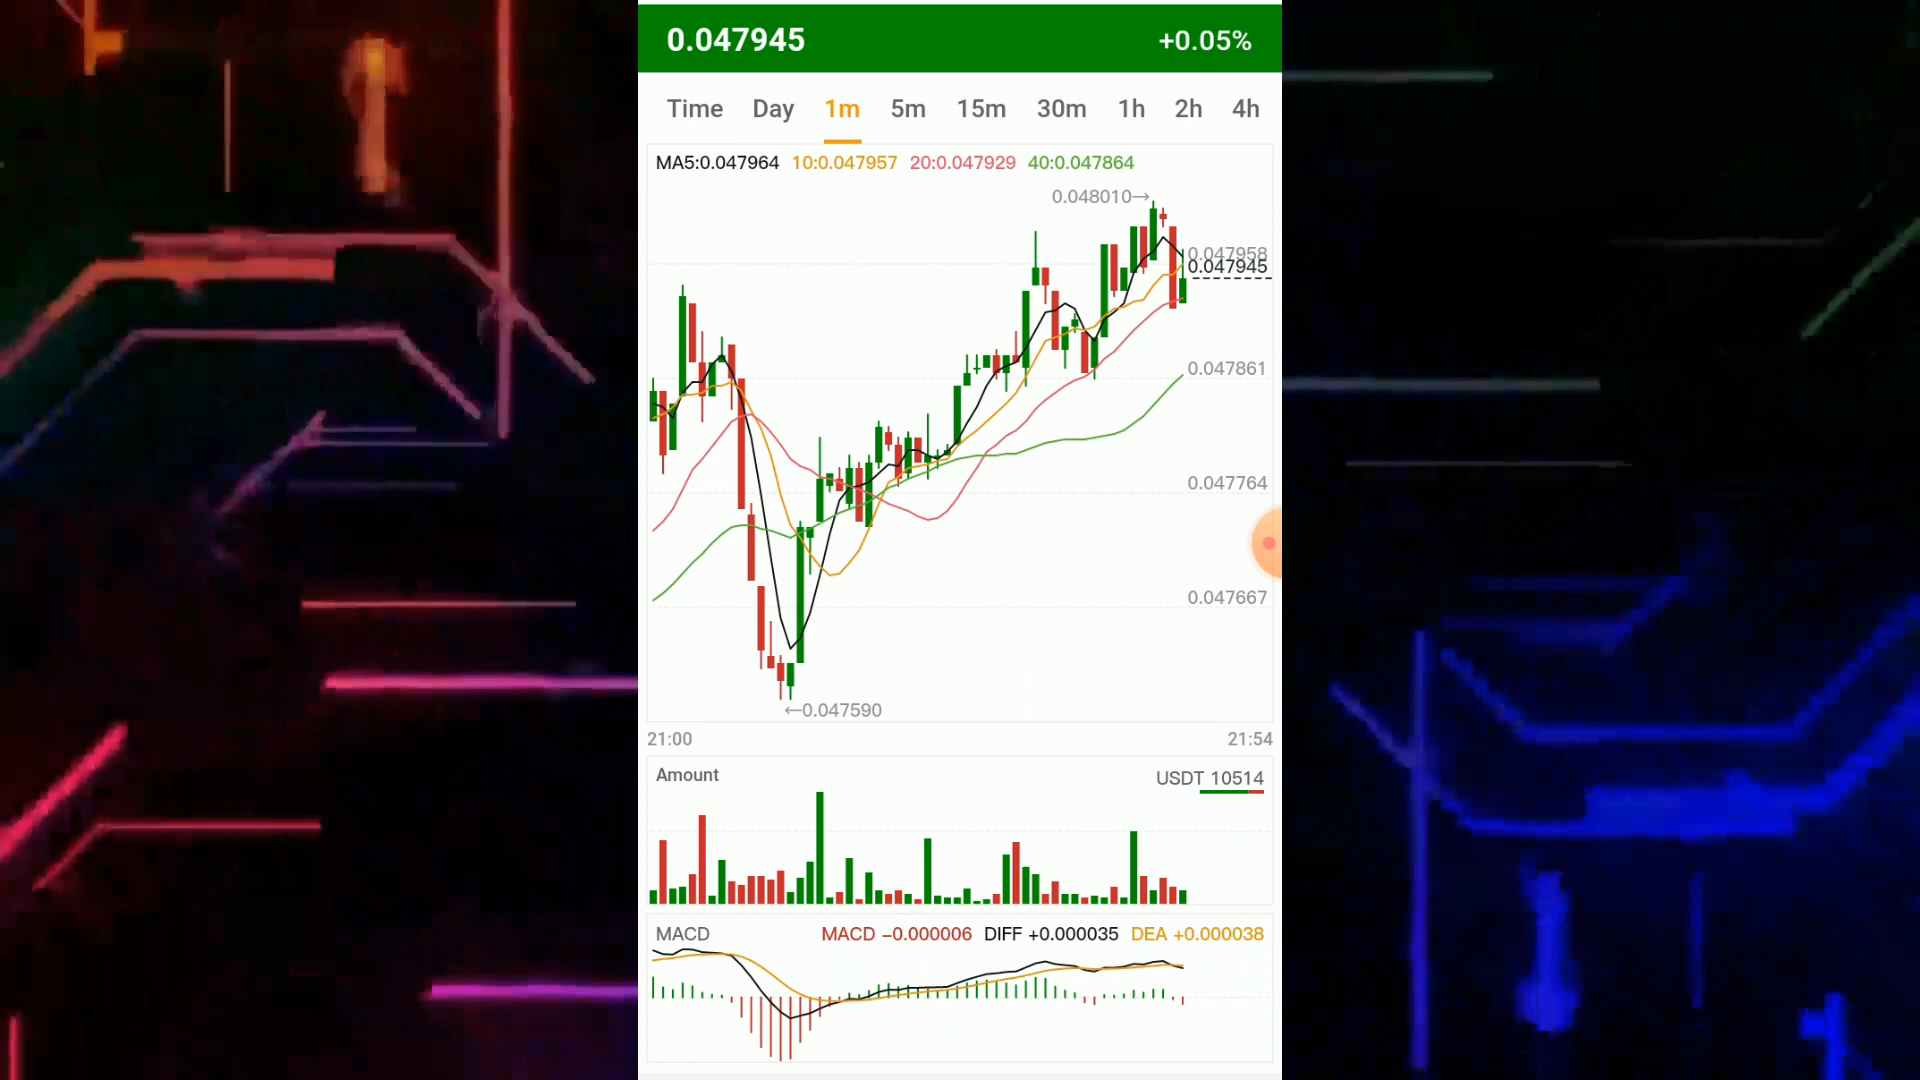 0.047945 +0.05%
Time Day 1m 5m 15m 30m 1h 2h 4h
MA5:0.047964 10:0.047957 20:0.047929 40:0.047864
0.048010→
0.047958
0.047945
0.047861
0.047764
0.047667
←0.047590
21:00 21:54
Amount USDT 10514
MACD MACD −0.000006 DIFF +0.000035 DEA +0.000038